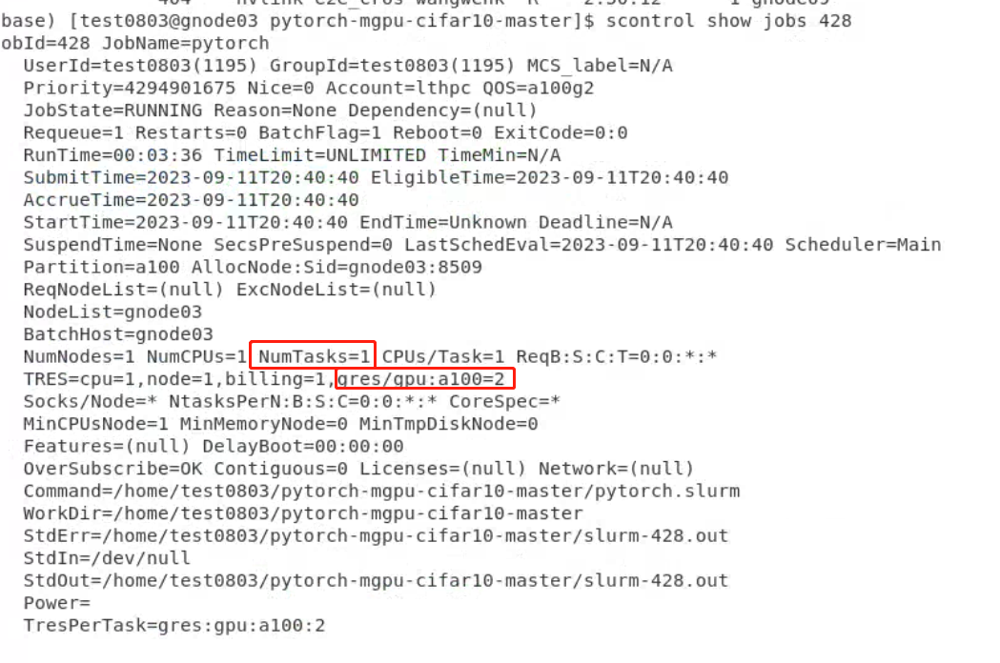 (base) [test0803@gnode03 pytorch-mgpu-cifar10-master]$ scontrol show jobs 428
obId=428 JobName=pytorch
UserId=test0803(1195) GroupId=test0803(1195) MCS_label=N/A
Priority=4294901675 Nice=0 Account=lthpc QOS=a100g2
JobState=RUNNING Reason=None Dependency=(null)
Requeue=1 Restarts=0 BatchFlag=1 Reboot=0 ExitCode=0:0
RunTime=00:03:36 TimeLimit=UNLIMITED TimeMin=N/A
SubmitTime=2023-09-11T20:40:40 EligibleTime=2023-09-11T20:40:40
AccrueTime=2023-09-11T20:40:40
StartTime=2023-09-11T20:40:40 EndTime=Unknown Deadline=N/A
SuspendTime=None SecsPreSuspend=0 LastSchedEval=2023-09-11T20:40:40 Scheduler=Main
Partition=a100 AllocNode:Sid=gnode03:8509
ReqNodeList=(null) ExcNodeList=(null)
NodeList=gnode03
BatchHost=gnode03
NumNodes=1 NumCPUs=1 NumTasks=1 CPUs/Task=1 ReqB:S:C:T=0:0:*:*
TRES=cpu=1,node=1,billing=1,gres/gpu:a100=2
Socks/Node=* NtasksPerN:B:S:C=0:0:*:* CoreSpec=*
MinCPUsNode=1 MinMemoryNode=0 MinTmpDiskNode=0
Features=(null) DelayBoot=00:00:00
OverSubscribe=OK Contiguous=0 Licenses=(null) Network=(null)
Command=/home/test0803/pytorch-mgpu-cifar10-master/pytorch.slurm
WorkDir=/home/test0803/pytorch-mgpu-cifar10-master
StdErr=/home/test0803/pytorch-mgpu-cifar10-master/slurm-428.out
StdIn=/dev/null
StdOut=/home/test0803/pytorch-mgpu-cifar10-master/slurm-428.out
Power=
TresPerTask=gres:gpu:a100:2